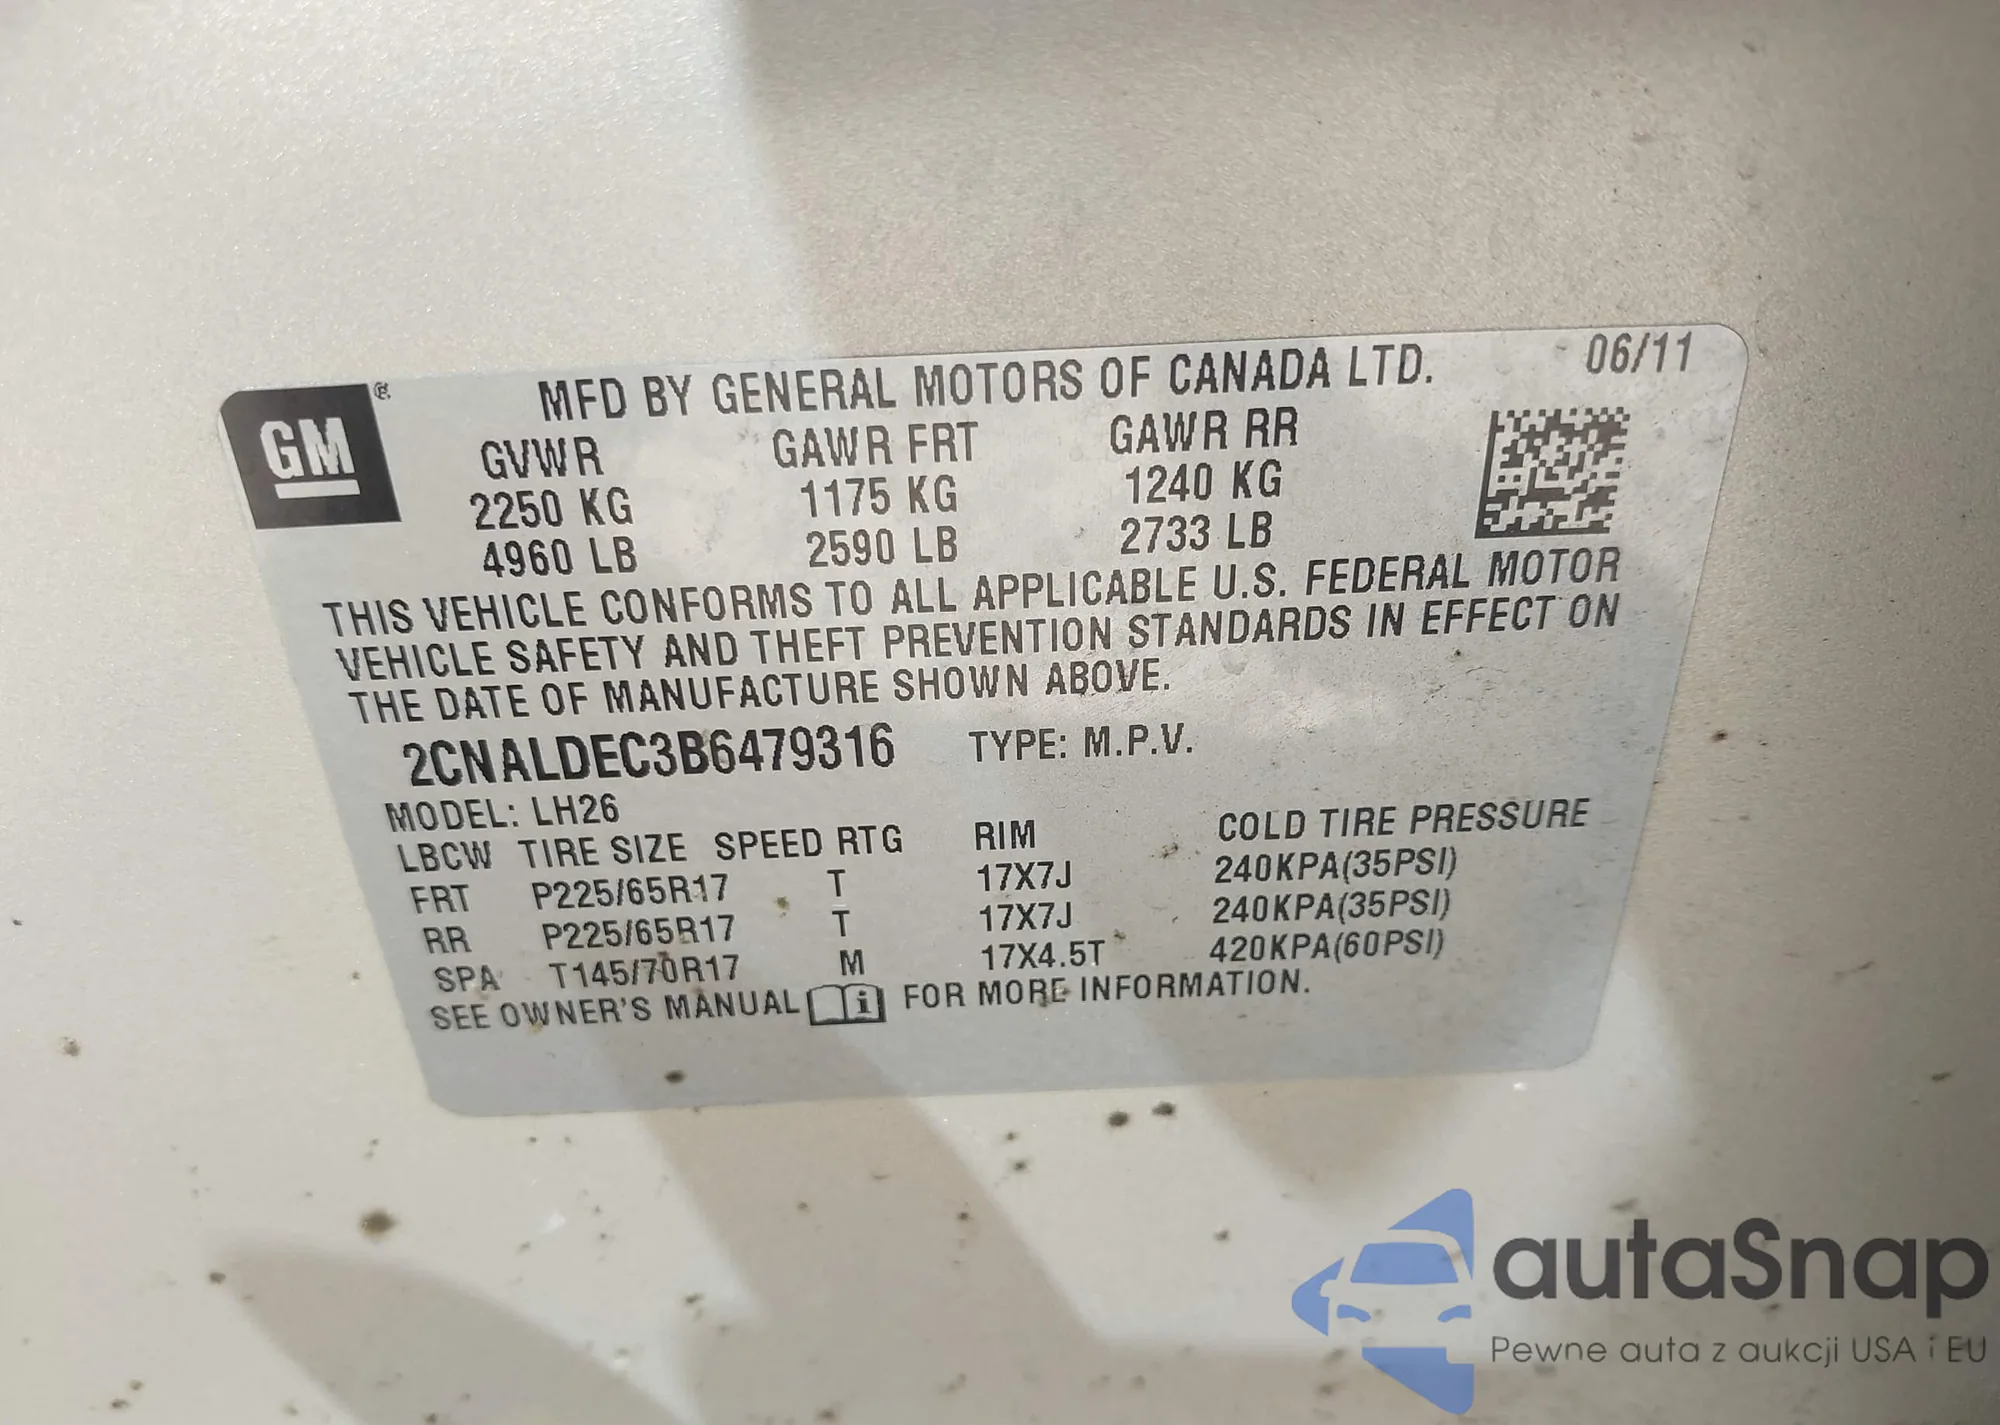 GM ®
MFD BY GENERAL MOTORS OF CANADA LTD. 06/11
GVWR GAWR FRT GAWR RR
2250 KG 1175 KG 1240 KG
4960 LB 2590 LB 2733 LB
THIS VEHICLE CONFORMS TO ALL APPLICABLE U.S. FEDERAL MOTOR
VEHICLE SAFETY AND THEFT PREVENTION STANDARDS IN EFFECT ON
THE DATE OF MANUFACTURE SHOWN ABOVE.
2CNALDEC3B6479316 TYPE: M.P.V.
MODEL: LH26
LBCW TIRE SIZE SPEED RTG RIM COLD TIRE PRESSURE
FRT P225/65R17 T 17X7J 240KPA(35PSI)
RR P225/65R17 T 17X7J 240KPA(35PSI)
SPA T145/70R17 M 17X4.5T 420KPA(60PSI)
SEE OWNER'S MANUAL i FOR MORE INFORMATION.
autaSnap
Pewne auta z aukcji USA i EU